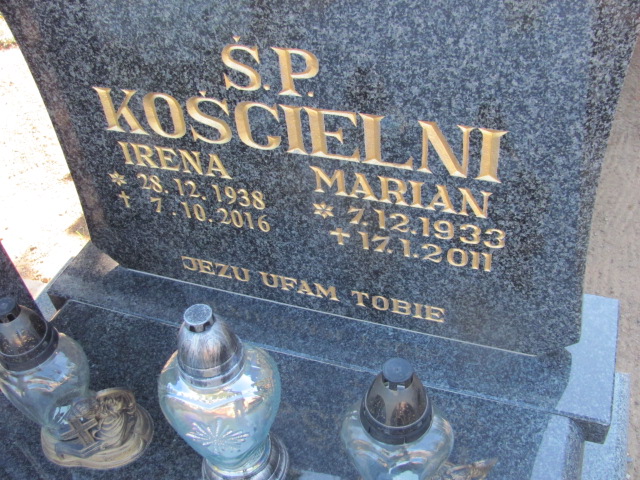 Ś.P.
KOŚCIELNI
IRENA
* 28.12.1938
+ 7.10.2016
MARIAN
* 7.12.1933
+ 17.1.2011
JEZU UFAM TOBIE